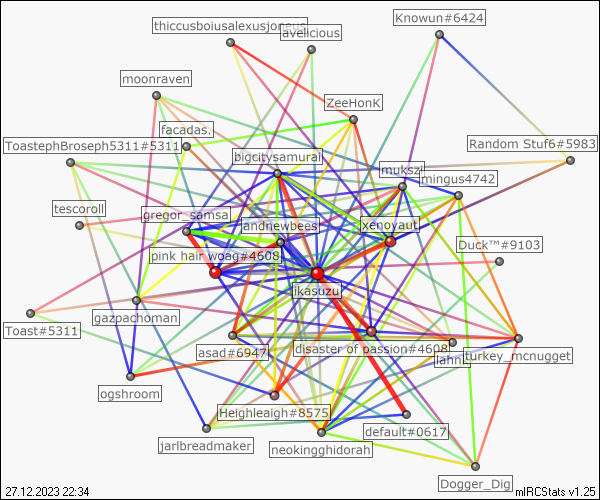 Knowun#6424
thiccusboiusalexusjoneus
avelicious
moonraven
ZeeHonK
facadas.
Random Stuf6#5983
ToastephBroseph5311#5311
bigcitysamurai
mukszi
mingus4742
tescoroll
gregor_samsa
andnewbees
xenoyaut
Duck™#9103
pink hair woag#4608
ikasuzu
gazpachoman
Toast#5311
asad#6947
disaster of passion#4608
lahn
turkey_mcnugget
ogshroom
Heighleaigh#8575
default#0617
jarlbreadmaker
neokingghidorah
Dogger_Dig
27.12.2023 22:34
mIRCStats v1.25